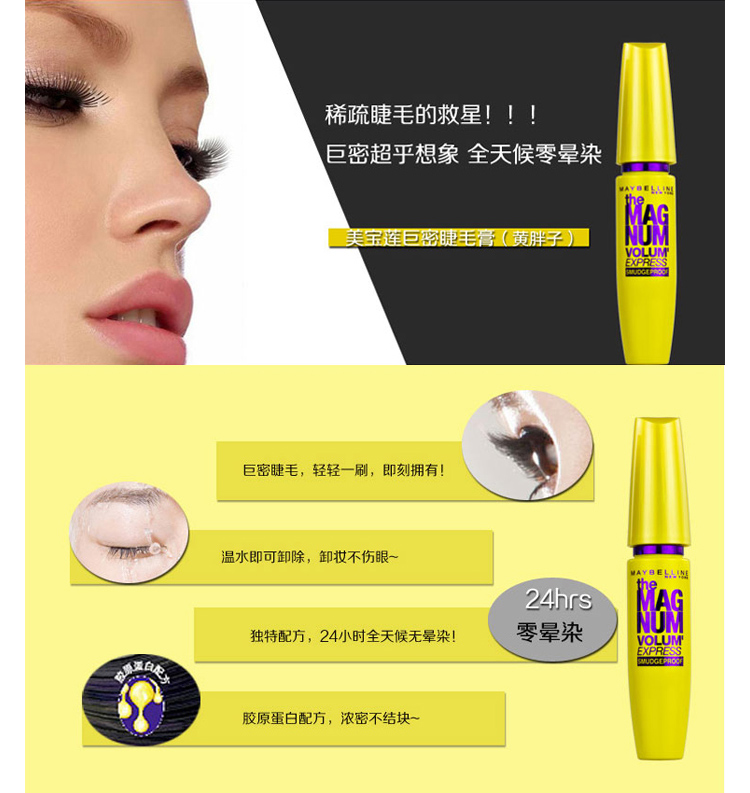 稀疏睫毛的救星！！！
巨密超乎想象 全天候零晕染
美宝莲巨密睫毛膏（黄胖子）
MAYBELLINE
NEW YORK
the
MAG
NUM
VOLUM'
EXPRESS
SMUDGEPROOF
巨密睫毛，轻轻一刷，即刻拥有！
温水即可卸除，卸妆不伤眼~
24hrs
零晕染
独特配方，24小时全天候无晕染！
胶原蛋白配方
胶原蛋白配方，浓密不结块~
MAYBELLINE
NEW YORK
the
MAG
NUM
VOLUM'
EXPRESS
SMUDGEPROOF